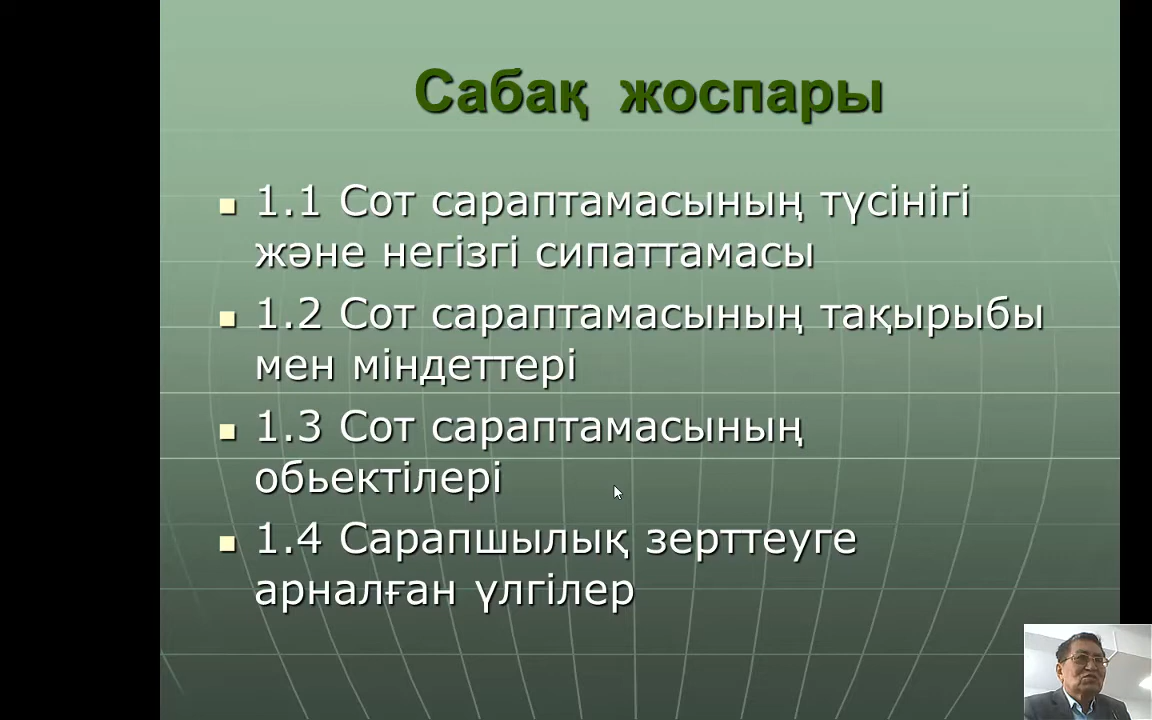 Сабақ жоспары
1.1 Сот сараптамасының түсінігі
және негізгі сипаттамасы
1.2 Сот сараптамасының тақырыбы
мен міндеттері
1.3 Сот сараптамасының
обьектілері
1.4 Сарапшылық зерттеуге
арналған үлгілер